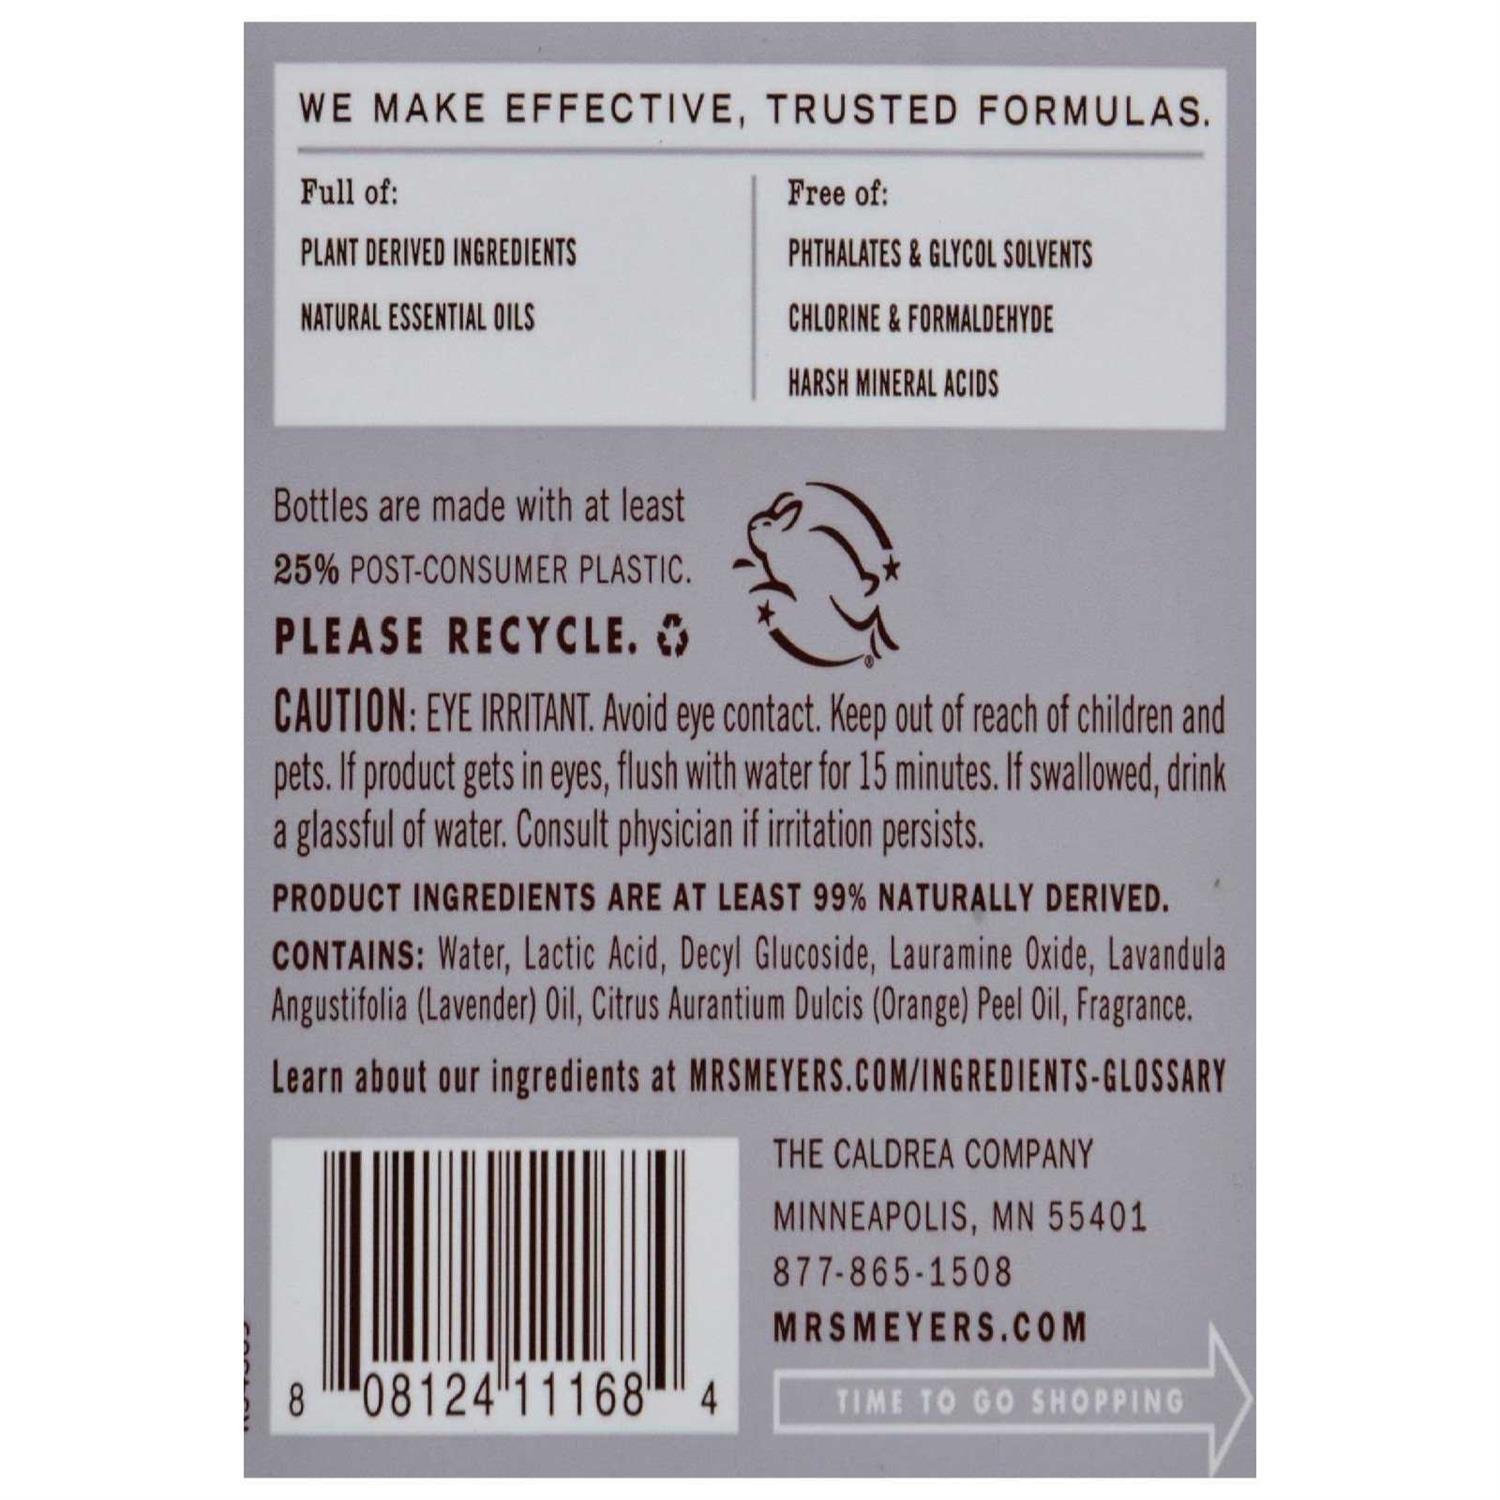 WE MAKE EFFECTIVE, TRUSTED FORMULAS.
Full of:
PLANT DERIVED INGREDIENTS
NATURAL ESSENTIAL OILS
Free of:
PHTHALATES & GLYCOL SOLVENTS
CHLORINE & FORMALDEHYDE
HARSH MINERAL ACIDS
Bottles are made with at least
25% POST-CONSUMER PLASTIC.
PLEASE RECYCLE.
CAUTION: EYE IRRITANT. Avoid eye contact. Keep out of reach of children and
pets. If product gets in eyes, flush with water for 15 minutes. If swallowed, drink
a glassful of water. Consult physician if irritation persists.
PRODUCT INGREDIENTS ARE AT LEAST 99% NATURALLY DERIVED.
CONTAINS: Water, Lactic Acid, Decyl Glucoside, Lauramine Oxide, Lavandula
Angustifolia (Lavender) Oil, Citrus Aurantium Dulcis (Orange) Peel Oil, Fragrance.
Learn about our ingredients at MRSMEYERS.COM/INGREDIENTS-GLOSSARY
8 08124 11168 4
THE CALDREA COMPANY
MINNEAPOLIS, MN 55401
877-865-1508
MRSMEYERS.COM
TIME TO GO SHOPPING